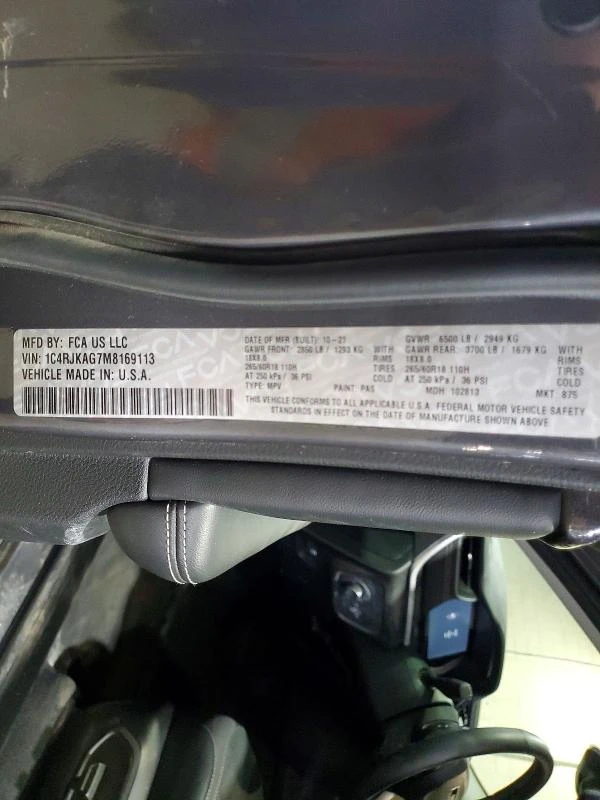 MFD BY: FCA US LLC
VIN: 1C4RJKAG7M8169113
VEHICLE MADE IN: U.S.A.
DATE OF MFR (BUILT): 10-21 GVWR: 6500 LB / 2949 KG
GAWR FRONT: 2850 LB / 1293 KG WITH GAWR REAR: 3700 LB / 1679 KG WITH
18X8.0 RIMS 18X8.0 RIMS
265/60R18 110H TIRES 265/60R18 110H TIRES
AT 250 kPa / 36 PSI COLD AT 250 kPa / 36 PSI COLD
TYPE: MPV PAINT: PAS MDH: 102813 MKT: 875
THIS VEHICLE CONFORMS TO ALL APPLICABLE U.S.A. FEDERAL MOTOR VEHICLE SAFETY
STANDARDS IN EFFECT ON THE DATE OF MANUFACTURE SHOWN ABOVE